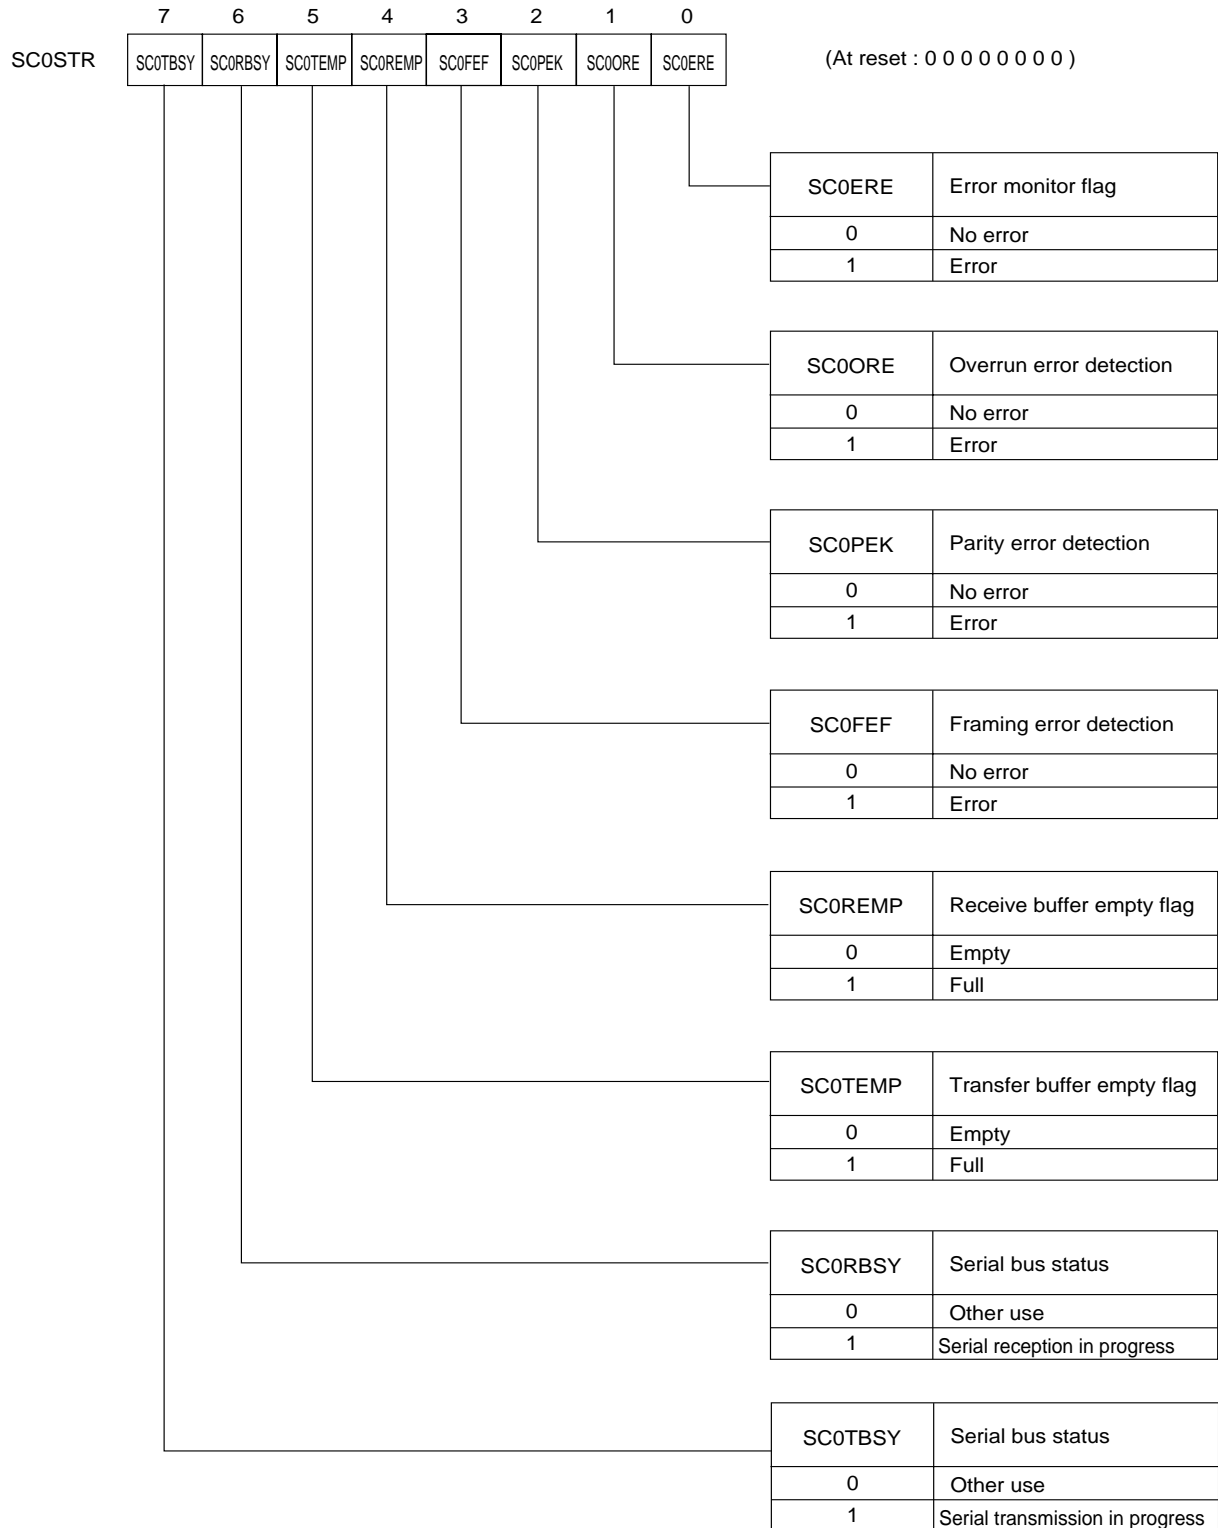 7 6 5 4 3 2 1 0
SC0STR SC0TBSY SC0RBSY SC0TEMP SC0REMP SC0FEF SC0PEK SC0ORE SC0ERE (At reset : 0 0 0 0 0 0 0 0 )
SC0ERE Error monitor flag
0 No error
1 Error
SC0ORE Overrun error detection
0 No error
1 Error
SC0PEK Parity error detection
0 No error
1 Error
SC0FEF Framing error detection
0 No error
1 Error
SC0REMP Receive buffer empty flag
0 Empty
1 Full
SC0TEMP Transfer buffer empty flag
0 Empty
1 Full
SC0RBSY Serial bus status
0 Other use
1 Serial reception in progress
SC0TBSY Serial bus status
0 Other use
1 Serial transmission in progress